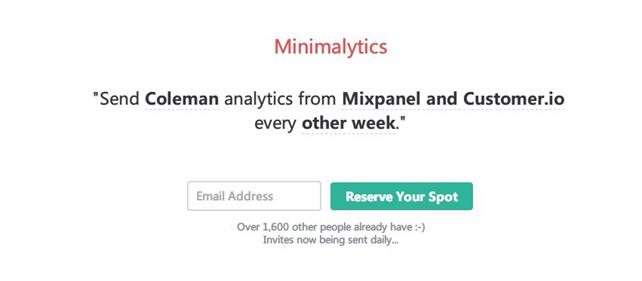 Minimalytics
"Send Coleman analytics from Mixpanel and Customer.io
every other week."
Email Address
Reserve Your Spot
Over 1,600 other people already have :-)
Invites now being sent daily...